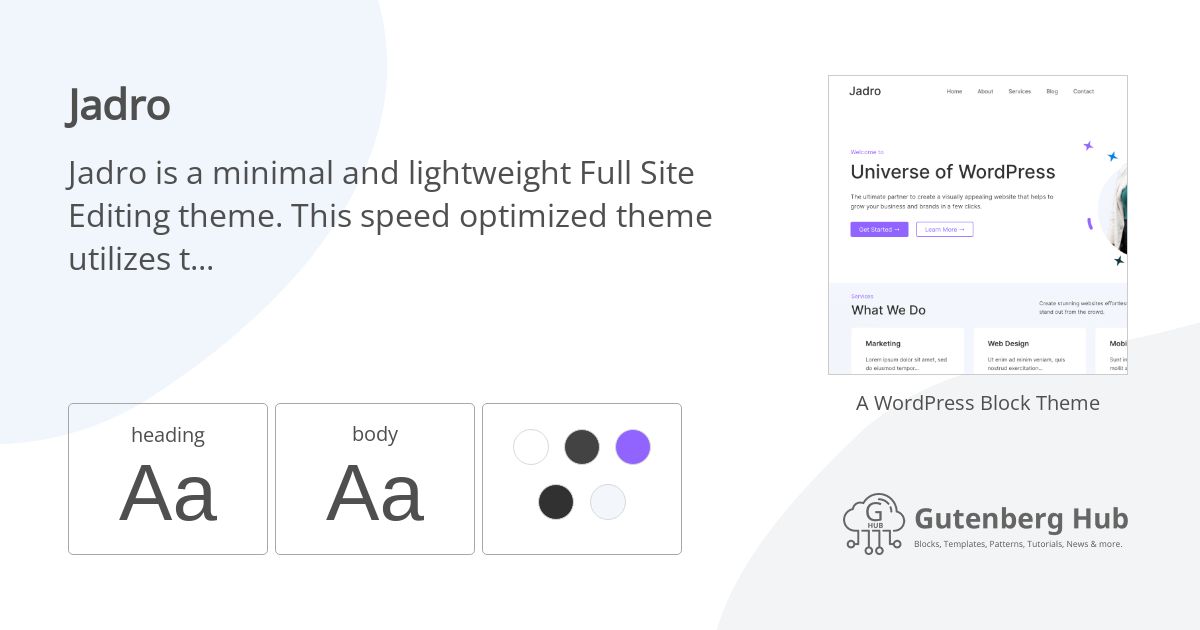 Jadro
Jadro is a minimal and lightweight Full Site
Editing theme. This speed optimized theme
utilizes t...
heading
Aa
body
Aa
Jadro
Home About Services Blog Contact
Welcome to
Universe of WordPress
The ultimate partner to create a visually appealing website that helps to
grow your business and brands in a few clicks.
Get Started → Learn More →
Services
What We Do
Create stunning websites effortles
stand out from the crowd.
Marketing
Lorem ipsum dolor sit amet, sed
do eiusmod tempor...
Web Design
Ut enim ad minim veniam, quis
nostrud exercitation...
Mobi
Sunt in
mollit a
A WordPress Block Theme
G
HUB
Gutenberg Hub
Blocks, Templates, Patterns, Tutorials, News & more.